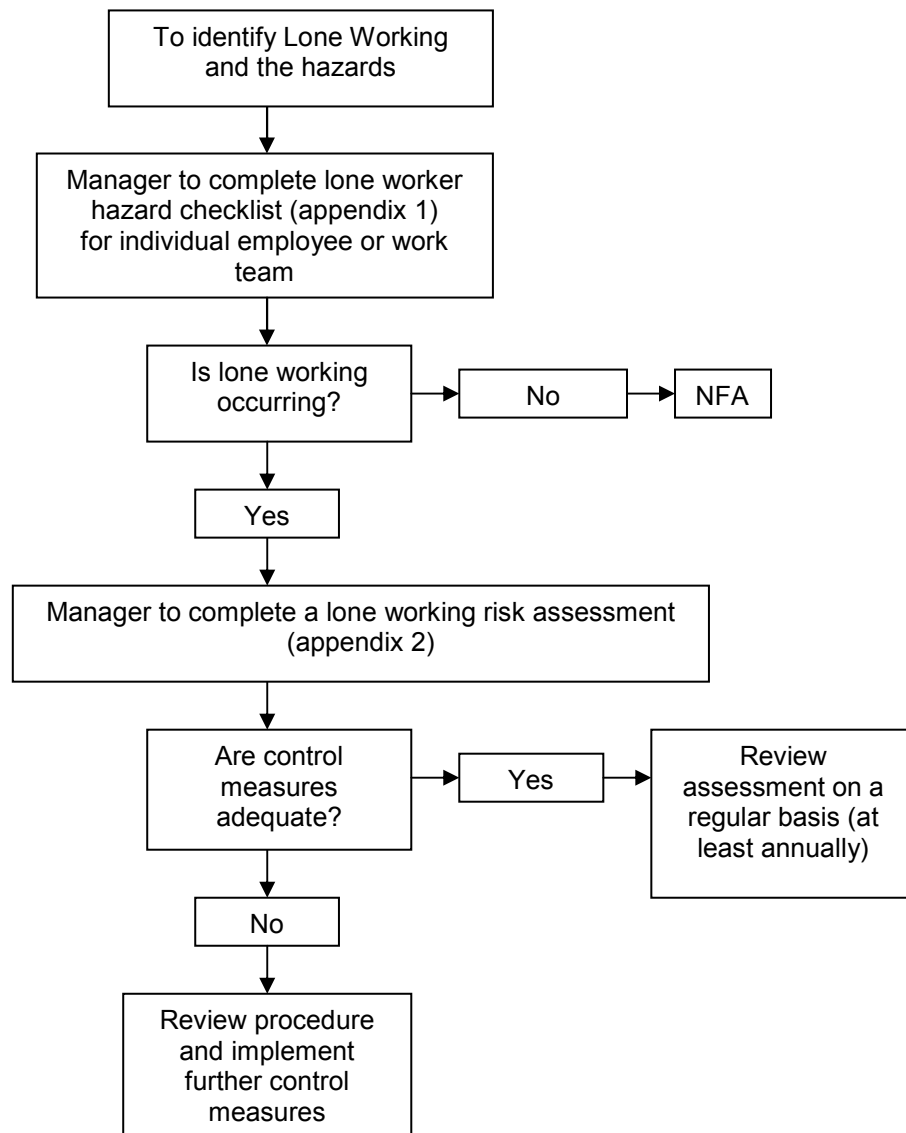 To identify Lone Working
and the hazards
Manager to complete lone worker
hazard checklist (appendix 1)
for individual employee or work
team
Is lone working
occurring?
No
NFA
Yes
Manager to complete a lone working risk assessment
(appendix 2)
Are control
measures
adequate?
Yes
Review
assessment on a
regular basis (at
least annually)
No
Review procedure
and implement
further control
measures